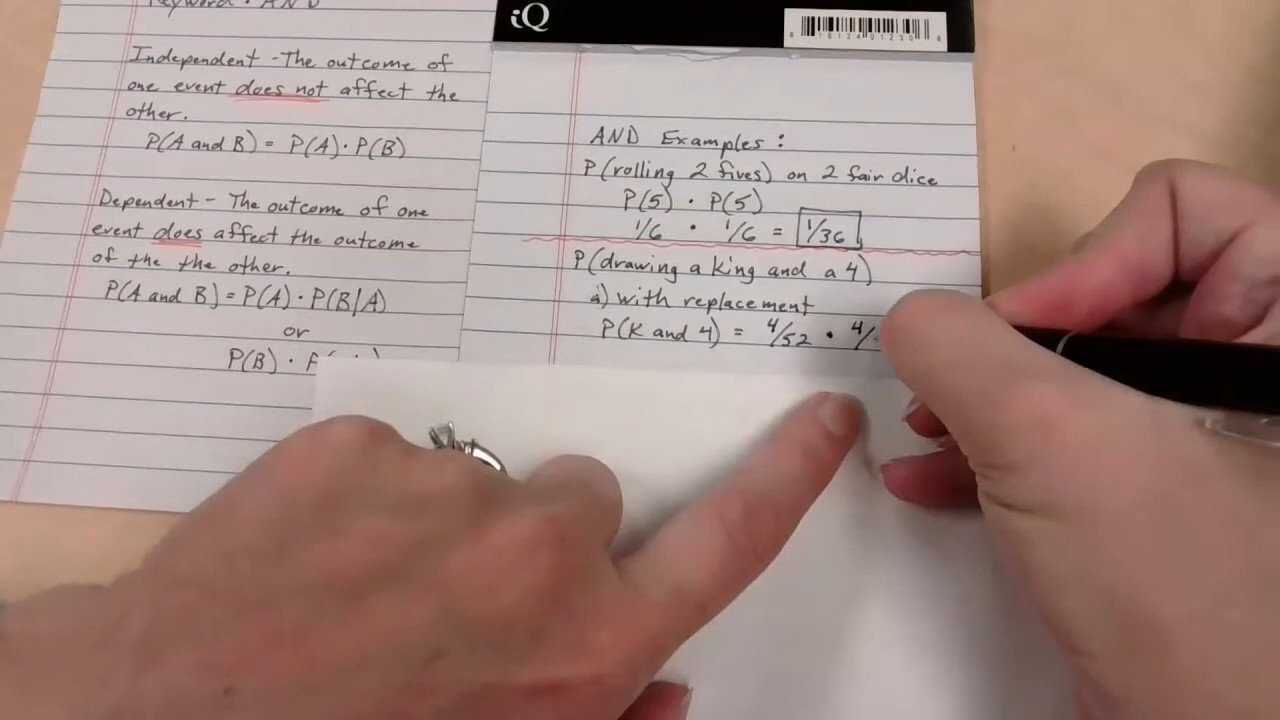 Keyword: AND
Independent - The outcome of
one event does not affect the
other.
P(A and B) = P(A) · P(B)
Dependent - The outcome of one
event does affect the outcome
of the the other.
P(A and B) = P(A) · P(B|A)
or
P(B) ·
iQ
AND Examples:
P(rolling 2 fives) on 2 fair dice
P(5) · P(5)
1/6 · 1/6 = 1/36
P(drawing a king and a 4)
a) with replacement
P(K and 4) = 4/52 · 4/